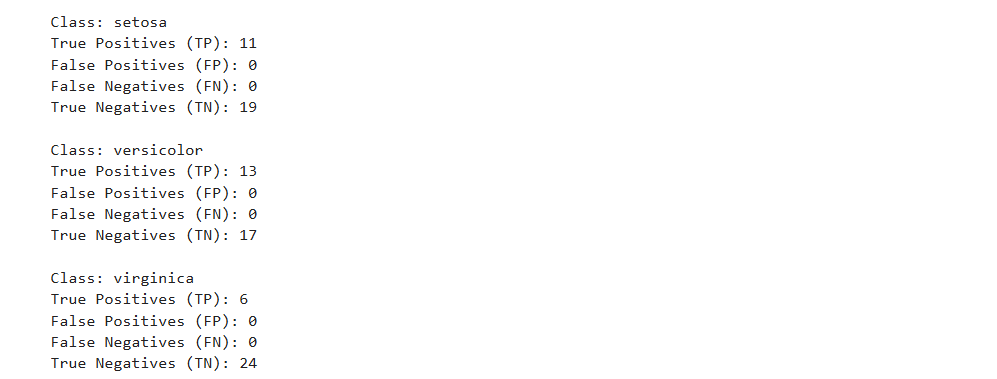 Class: setosa
True Positives (TP): 11
False Positives (FP): 0
False Negatives (FN): 0
True Negatives (TN): 19

Class: versicolor
True Positives (TP): 13
False Positives (FP): 0
False Negatives (FN): 0
True Negatives (TN): 17

Class: virginica
True Positives (TP): 6
False Positives (FP): 0
False Negatives (FN): 0
True Negatives (TN): 24